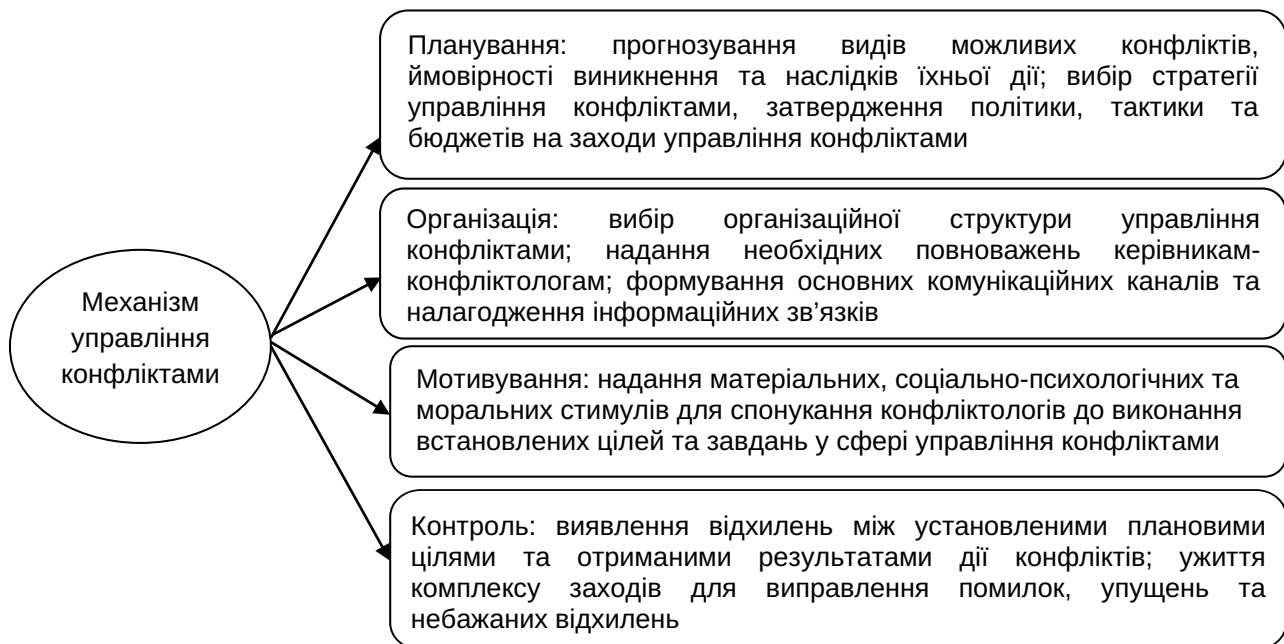 Планування: прогнозування видів можливих конфліктів,
ймовірності виникнення та наслідків їхньої дії; вибір стратегії
управління конфліктами, затвердження політики, тактики та
бюджетів на заходи управління конфліктами
Організація: вибір організаційної структури управління
конфліктами; надання необхідних повноважень керівникам-
конфліктологам; формування основних комунікаційних каналів та
налагодження інформаційних зв’язків
Механізм
управління
конфліктами
Мотивування: надання матеріальних, соціально-психологічних та
моральних стимулів для спонукання конфліктологів до виконання
встановлених цілей та завдань у сфері управління конфліктами
Контроль: виявлення відхилень між установленими плановими
цілями та отриманими результатами дії конфліктів; ужиття
комплексу заходів для виправлення помилок, упущень та
небажаних відхилень